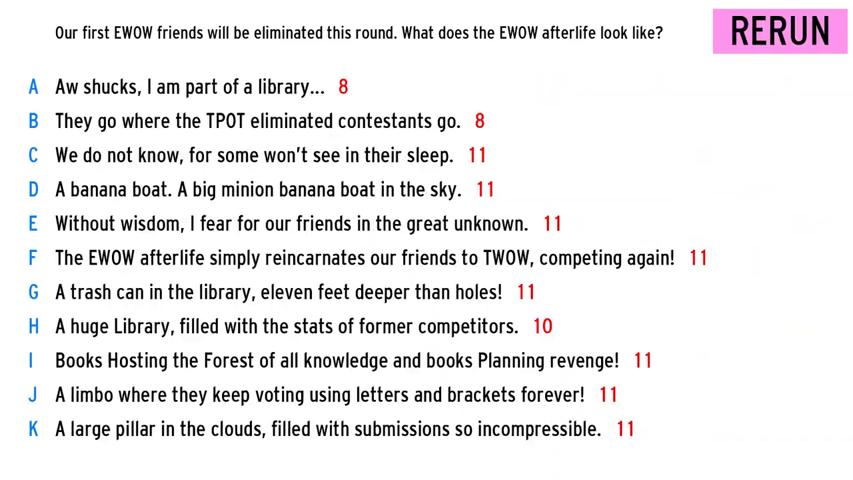 Our first EWOW friends will be eliminated this round. What does the EWOW afterlife look like?
RERUN
A Aw shucks, I am part of a library... 8
B They go where the TPOT eliminated contestants go. 8
C We do not know, for some won't see in their sleep. 11
D A banana boat. A big minion banana boat in the sky. 11
E Without wisdom, I fear for our friends in the great unknown. 11
F The EWOW afterlife simply reincarnates our friends to TWOW, competing again! 11
G A trash can in the library, eleven feet deeper than holes! 11
H A huge Library, filled with the stats of former competitors. 10
I Books Hosting the Forest of all knowledge and books Planning revenge! 11
J A limbo where they keep voting using letters and brackets forever! 11
K A large pillar in the clouds, filled with submissions so incompressible. 11